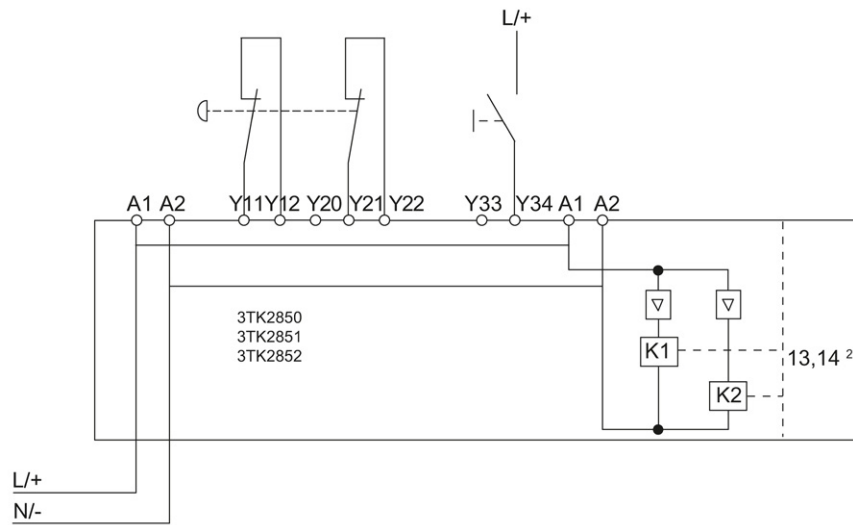 L/+
A1 A2 Y11 Y12 Y20 Y21 Y22 Y33 Y34 A1 A2
3TK2850
3TK2851
3TK2852
K1
13,14 2
K2
L/+
N/-